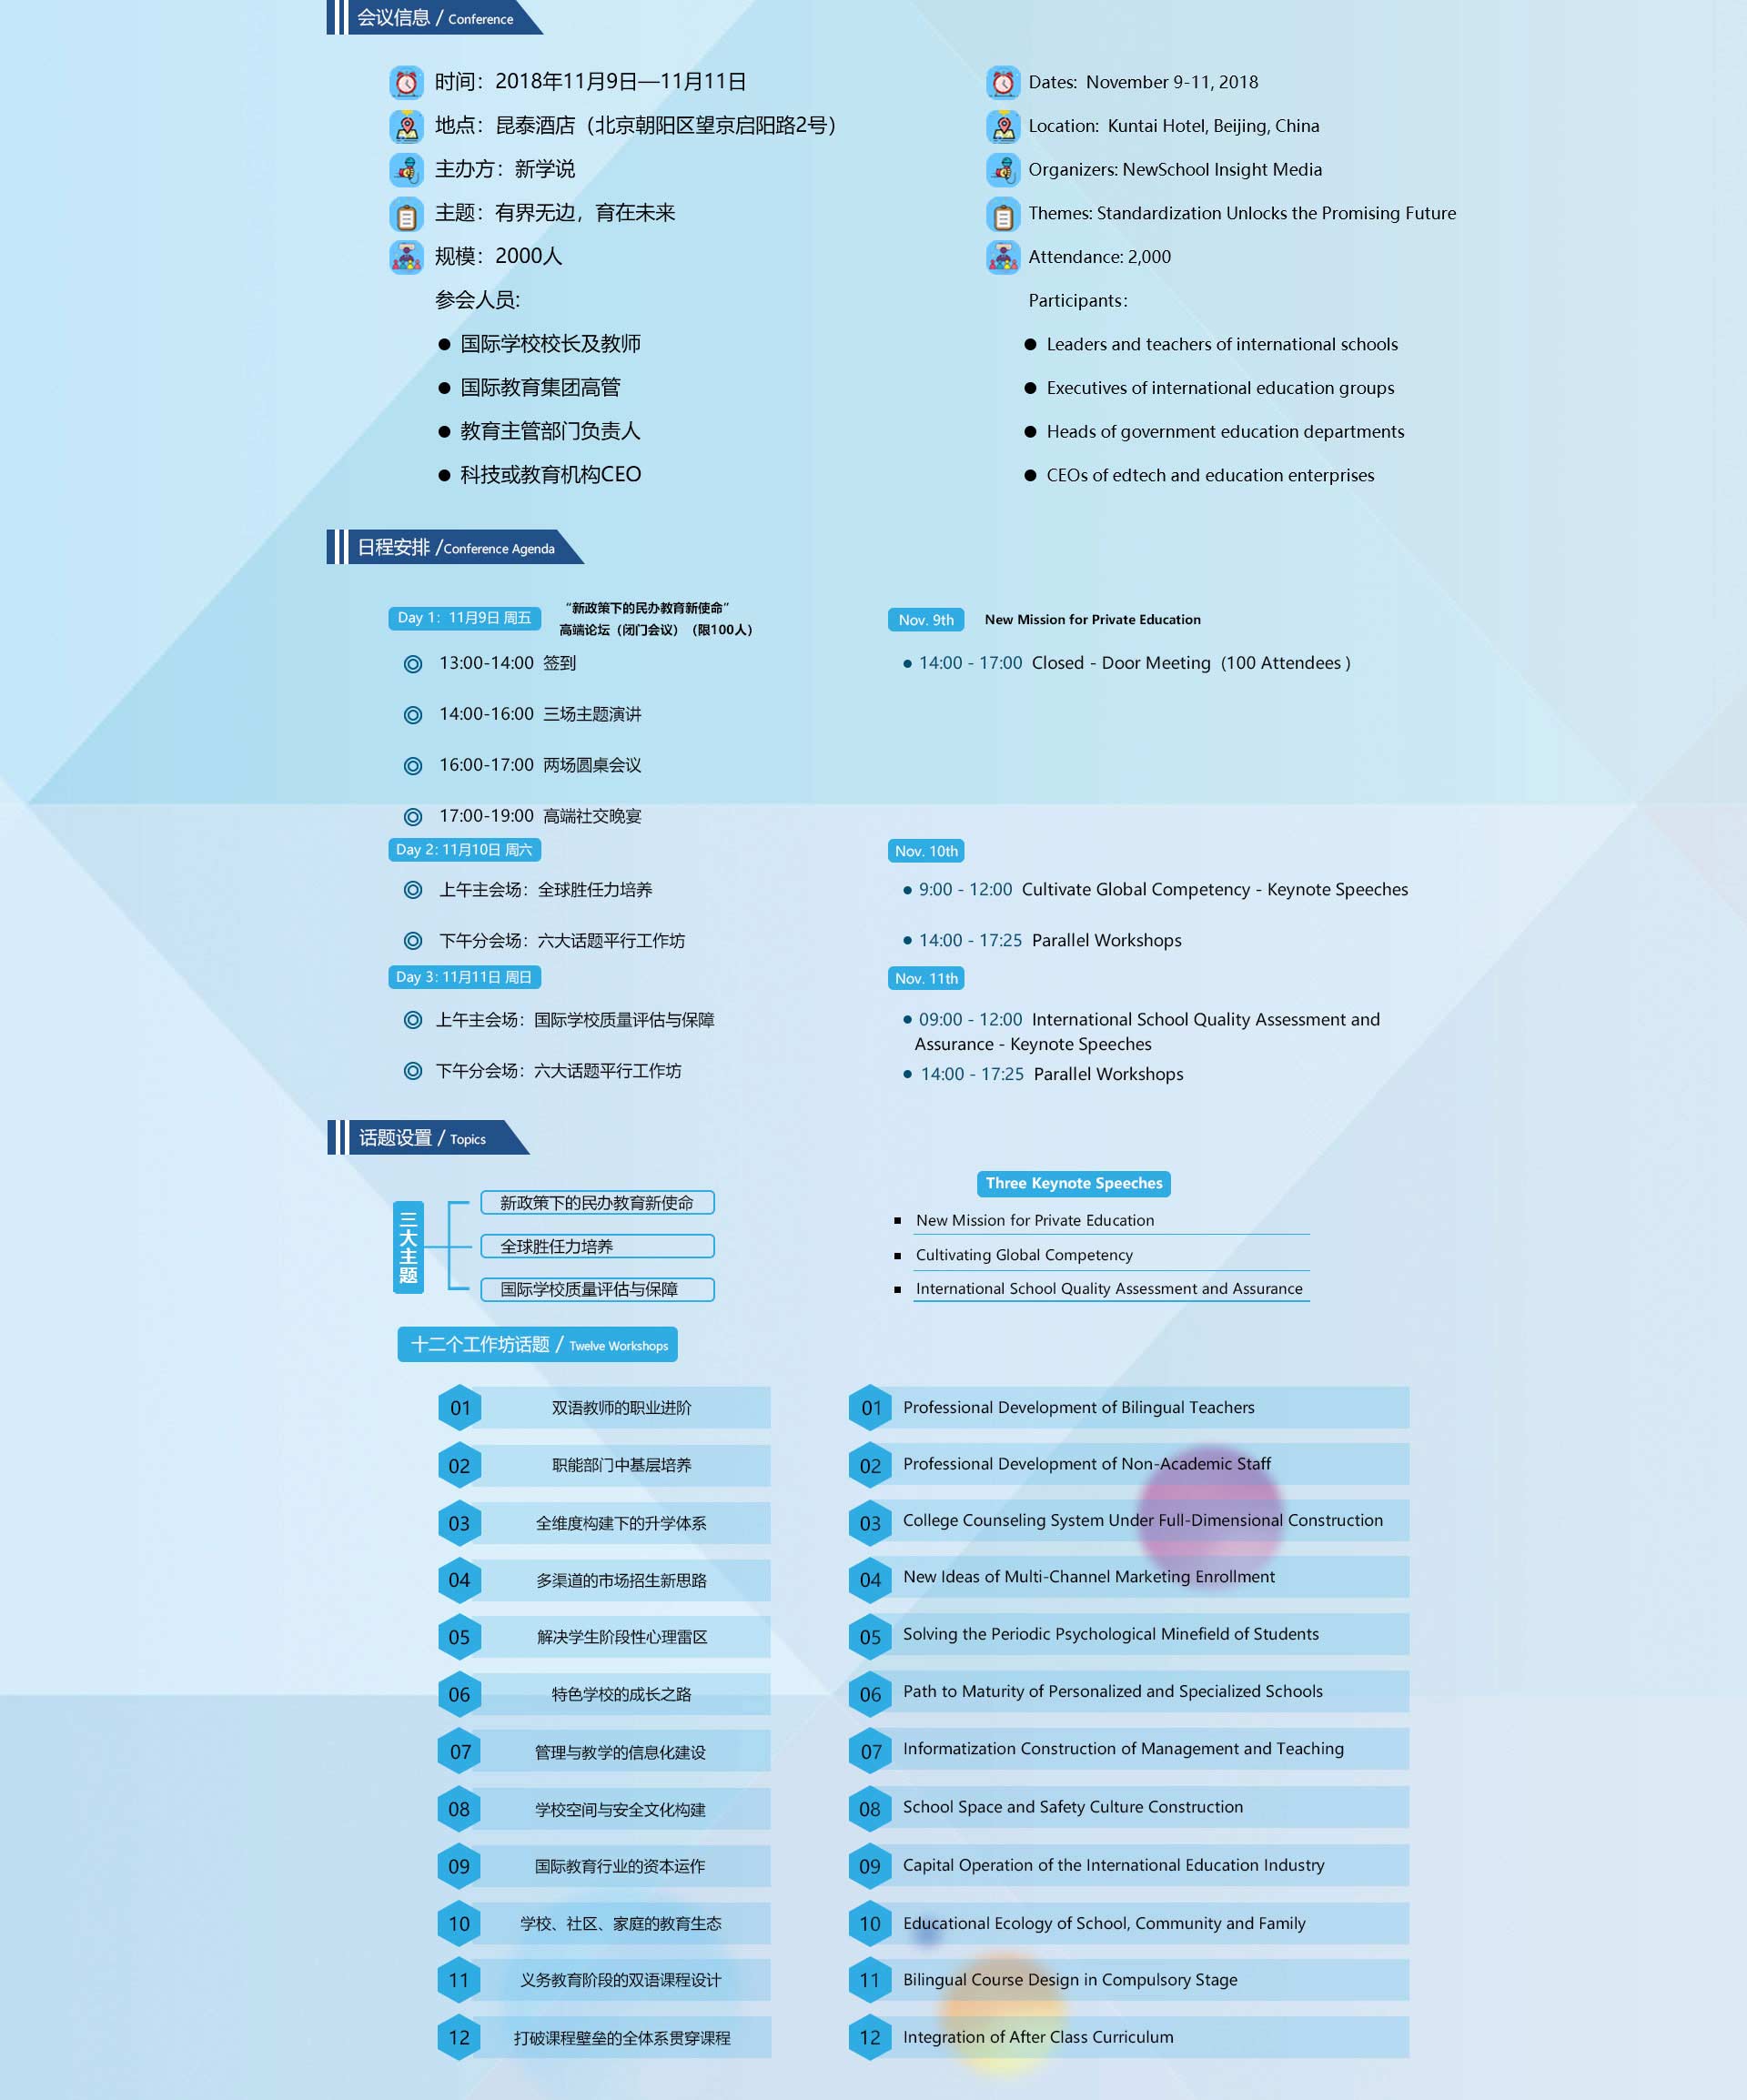 会议信息 / Conference
时间：2018年11月9日—11月11日
地点：昆泰酒店（北京朝阳区望京启阳路2号）
主办方：新学说
主题：有界无边，育在未来
规模：2000人
参会人员:
● 国际学校校长及教师
● 国际教育集团高管
● 教育主管部门负责人
● 科技或教育机构CEO
Dates: November 9-11, 2018
Location: Kuntai Hotel, Beijing, China
Organizers: NewSchool Insight Media
Themes: Standardization Unlocks the Promising Future
Attendance: 2,000
Participants：
● Leaders and teachers of international schools
● Executives of international education groups
● Heads of government education departments
● CEOs of edtech and education enterprises
日程安排 /Conference Agenda
Day 1：11月9日 周五
“新政策下的民办教育新使命”
高端论坛（闭门会议）（限100人）
13:00-14:00 签到
14:00-16:00 三场主题演讲
16:00-17:00 两场圆桌会议
17:00-19:00 高端社交晚宴
Day 2: 11月10日 周六
上午主会场：全球胜任力培养
下午分会场：六大话题平行工作坊
Day 3: 11月11日 周日
上午主会场：国际学校质量评估与保障
下午分会场：六大话题平行工作坊
Nov. 9th New Mission for Private Education
• 14:00 - 17:00 Closed - Door Meeting (100 Attendees )
Nov. 10th
• 9:00 - 12:00 Cultivate Global Competency - Keynote Speeches
• 14:00 - 17:25 Parallel Workshops
Nov. 11th
• 09:00 - 12:00 International School Quality Assessment and
Assurance - Keynote Speeches
• 14:00 - 17:25 Parallel Workshops
话题设置 / Topics
三大主题
新政策下的民办教育新使命
全球胜任力培养
国际学校质量评估与保障
Three Keynote Speeches
▪ New Mission for Private Education
▪ Cultivating Global Competency
▪ International School Quality Assessment and Assurance
十二个工作坊话题 / Twelve Workshops
01 双语教师的职业进阶
02 职能部门中基层培养
03 全维度构建下的升学体系
04 多渠道的市场招生新思路
05 解决学生阶段性心理雷区
06 特色学校的成长之路
07 管理与教学的信息化建设
08 学校空间与安全文化构建
09 国际教育行业的资本运作
10 学校、社区、家庭的教育生态
11 义务教育阶段的双语课程设计
12 打破课程壁垒的全体系贯穿课程
01 Professional Development of Bilingual Teachers
02 Professional Development of Non-Academic Staff
03 College Counseling System Under Full-Dimensional Construction
04 New Ideas of Multi-Channel Marketing Enrollment
05 Solving the Periodic Psychological Minefield of Students
06 Path to Maturity of Personalized and Specialized Schools
07 Informatization Construction of Management and Teaching
08 School Space and Safety Culture Construction
09 Capital Operation of the International Education Industry
10 Educational Ecology of School, Community and Family
11 Bilingual Course Design in Compulsory Stage
12 Integration of After Class Curriculum